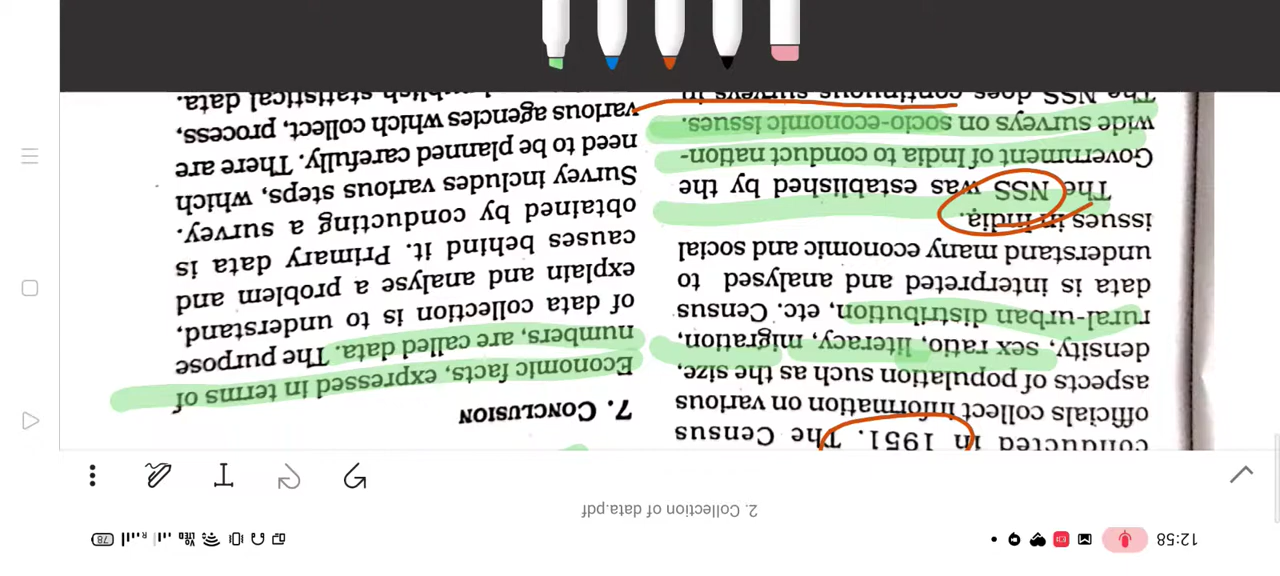 12:58
78
2. Collection of data.pdf
conducted in 1951. The Census
officials collect information on various
aspects of population such as the size,
density, sex ratio, literacy, migration,
rural-urban distribution, etc. Census
data is interpreted and analysed to
understand many economic and social
issues in India.
The NSS was established by the
Government of India to conduct nation-
wide surveys on socio-economic issues.
The NSS does continuous surveys in
7. CONCLUSION
Economic facts, expressed in terms of
numbers, are called data. The purpose
of data collection is to understand,
explain and analyse a problem and
causes behind it. Primary data is
obtained by conducting a survey.
Survey includes various steps, which
need to be planned carefully. There are
various agencies which collect, process,
publish statistical data.